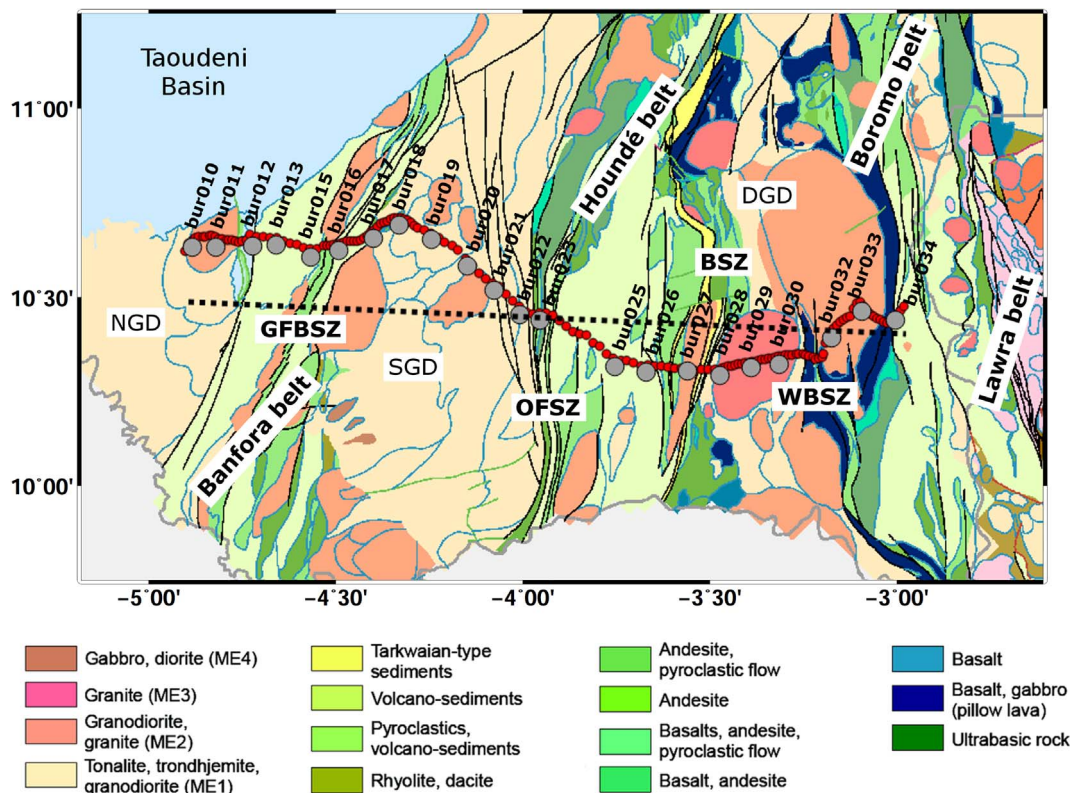 Taoudeni
Basin
11°00'
10°30'
10°00'
Houndé belt
Boromo belt
Lawra belt
Banfora belt
bur010
bur011
bur012
bur013
bur015
bur016
bur017
bur018
bur019
bur020
bur021
bur022
bur023
bur025
bur026
bur027
bur028
bur029
bur030
bur032
bur033
bur034
DGD
BSZ
NGD
GFBSZ
SGD
OFSZ
WBSZ
−5°00'
−4°30'
−4°00'
−3°30'
−3°00'
Gabbro, diorite (ME4)
Granite (ME3)
Granodiorite,
granite (ME2)
Tonalite, trondhjemite,
granodiorite (ME1)
Tarkwaian-type
sediments
Volcano-sediments
Pyroclastics,
volcano-sediments
Rhyolite, dacite
Andesite,
pyroclastic flow
Andesite
Basalts, andesite,
pyroclastic flow
Basalt, andesite
Basalt
Basalt, gabbro
(pillow lava)
Ultrabasic rock